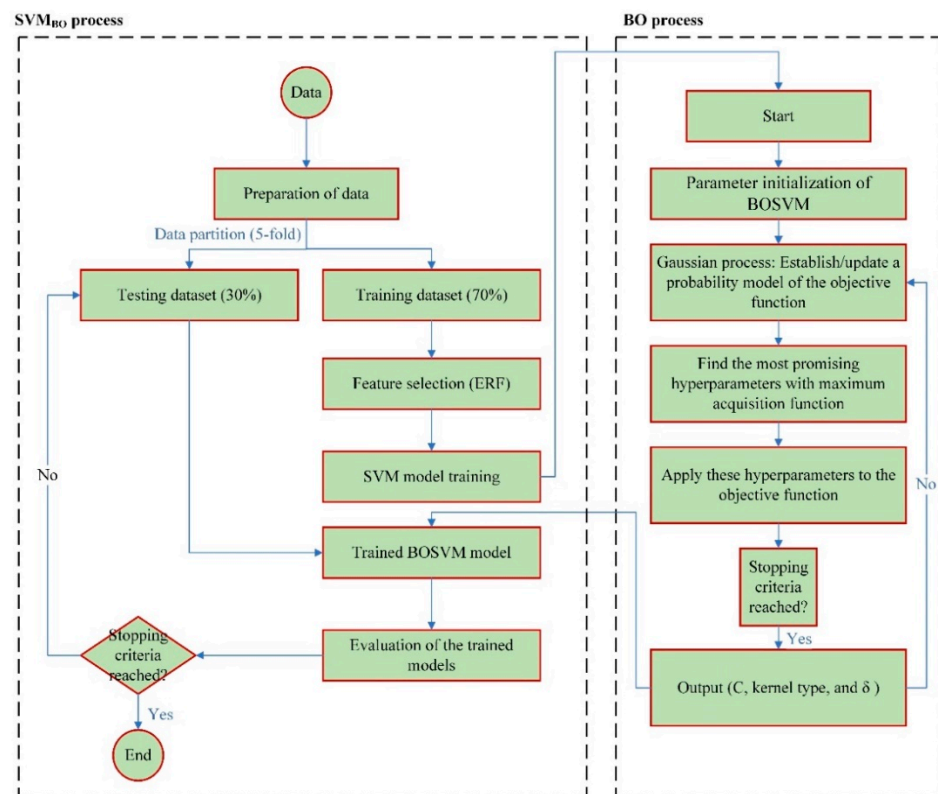 SVMBO process
Data
Preparation of data
Data partition (5-fold)
Testing dataset (30%)
Training dataset (70%)
Feature selection (ERF)
SVM model training
No
Trained BOSVM model
Evaluation of the trained
models
Stopping
criteria
reached?
Yes
End
BO process
Start
Parameter initialization of
BOSVM
Gaussian process: Establish/update a
probability model of the objective
function
Find the most promising
hyperparameters with maximum
acquisition function
Apply these hyperparameters to the
objective function
No
Stopping
criteria
reached?
Yes
Output (C, kernel type, and δ )